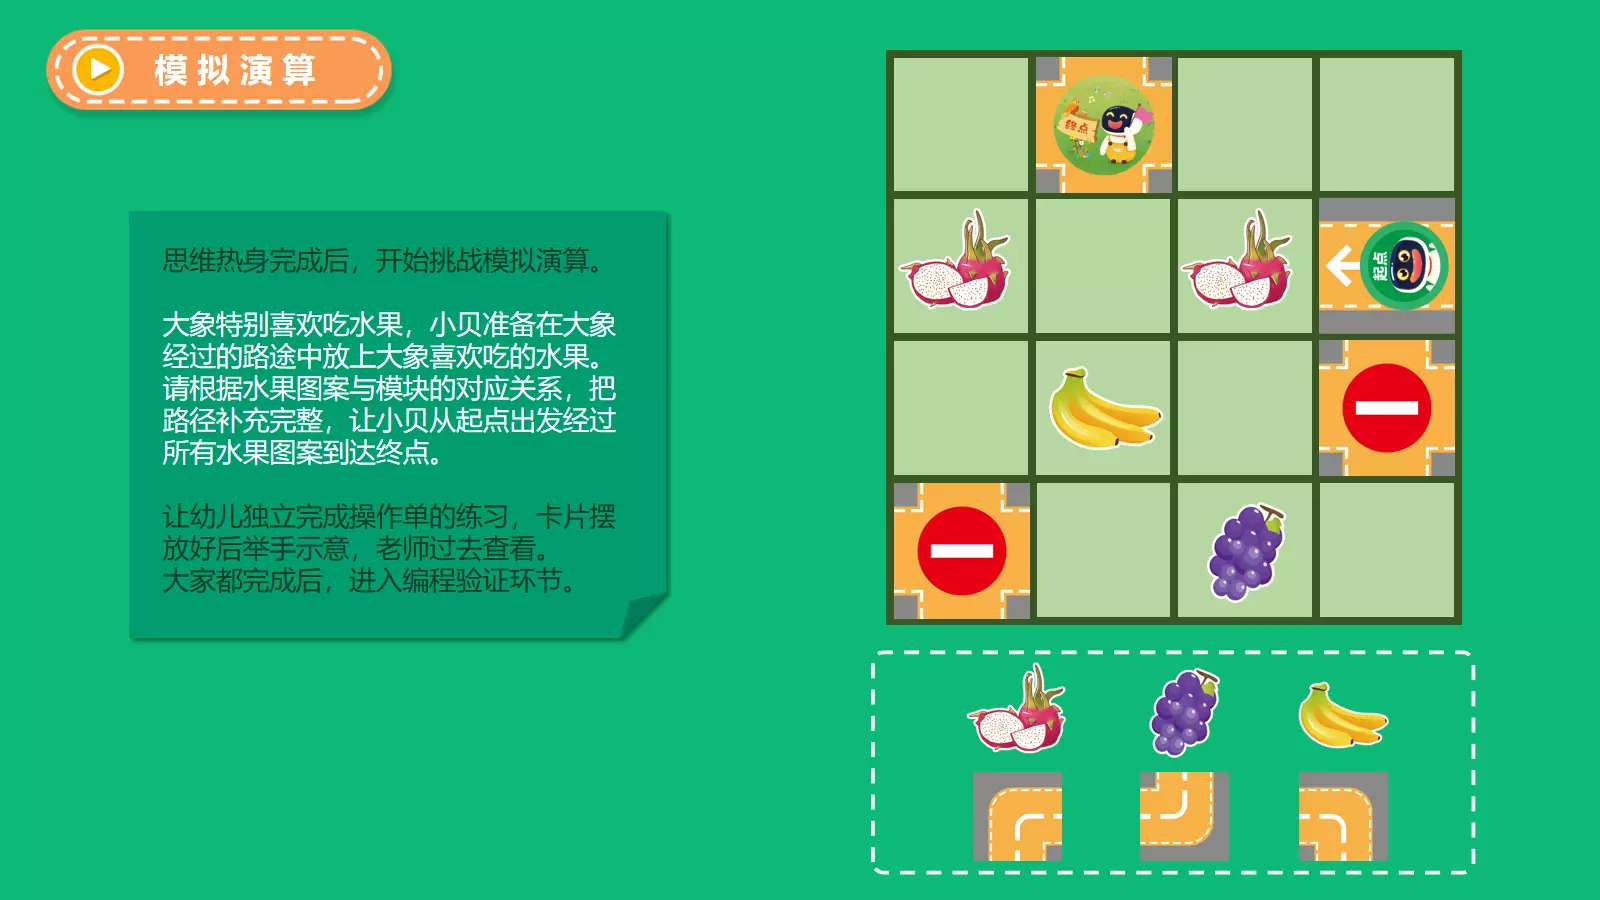 模拟演算
思维热身完成后，开始挑战模拟演算。
大象特别喜欢吃水果，小贝准备在大象
经过的路途中放上大象喜欢吃的水果。
请根据水果图案与模块的对应关系，把
路径补充完整，让小贝从起点出发经过
所有水果图案到达终点。
让幼儿独立完成操作单的练习，卡片摆
放好后举手示意，老师过去查看。
大家都完成后，进入编程验证环节。
终点
起点